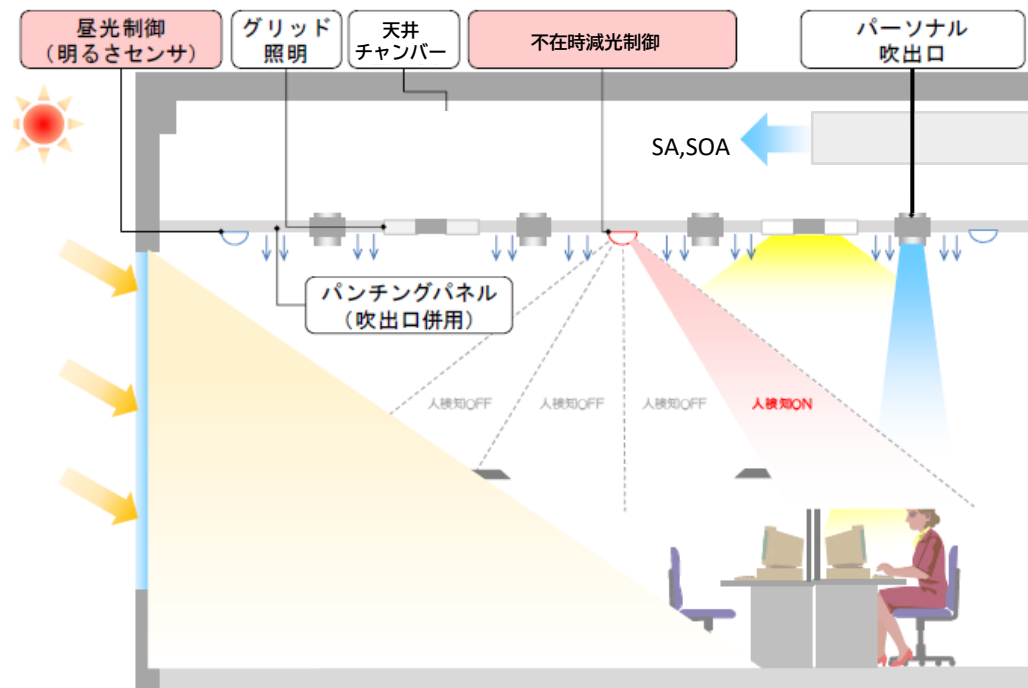 昼光制御
(明るさセンサ)
グリッド
照明
天井
チャンバー
不在時減光制御
パーソナル
吹出口
SA,SOA
パンチングパネル
(吹出口併用)
人検知OFF
人検知OFF
人検知OFF
人検知ON